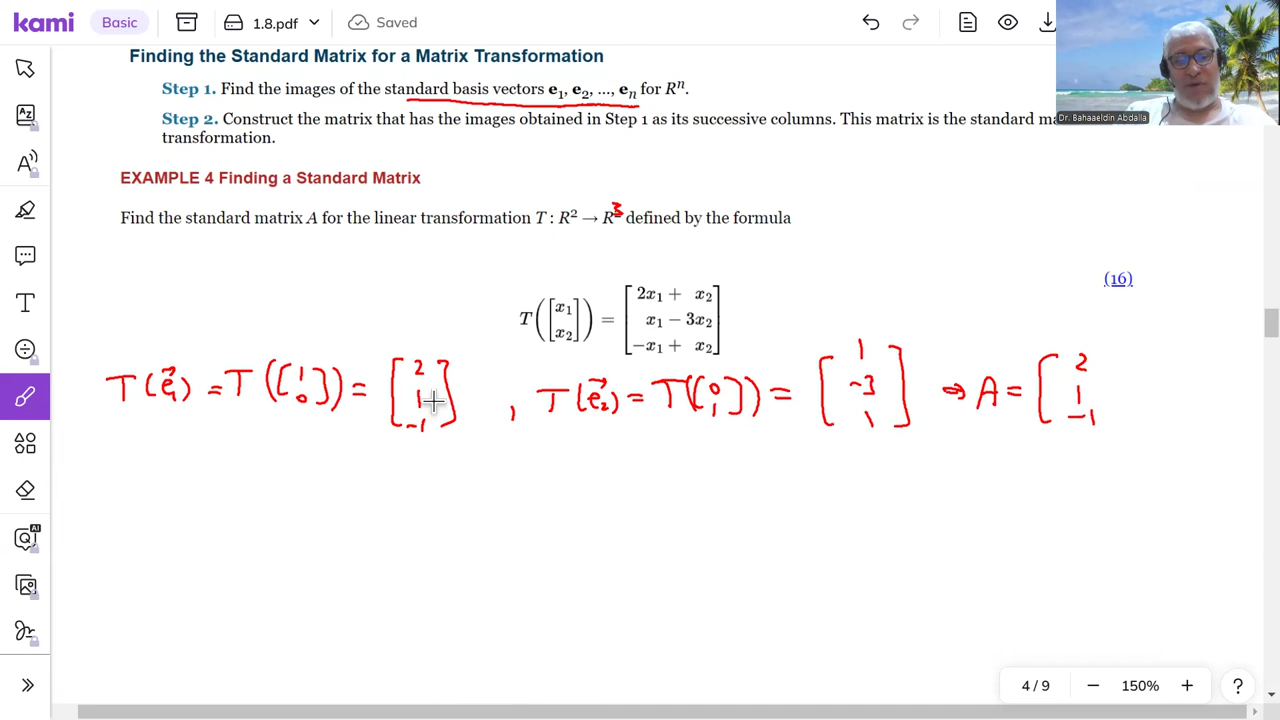 kami Basic 1.8.pdf Saved
Dr. Bahaaeldin Abdalla
Finding the Standard Matrix for a Matrix Transformation
Step 1. Find the images of the standard basis vectors e₁, e₂, ..., eₙ for Rⁿ.
Step 2. Construct the matrix that has the images obtained in Step 1 as its successive columns. This matrix is the standard
transformation.
EXAMPLE 4 Finding a Standard Matrix
Find the standard matrix A for the linear transformation T : R² → R³ defined by the formula
(16)
T([x₁ x₂]) = [2x₁ + x₂; x₁ − 3x₂; −x₁ + x₂]
T(e⃗₁) = T([1 0]) = [2 1 −1] , T(e⃗₂) = T([0 1]) = [1 −3 1] ⇒ A = [2 1 −1
4 / 9 − 150% + ?